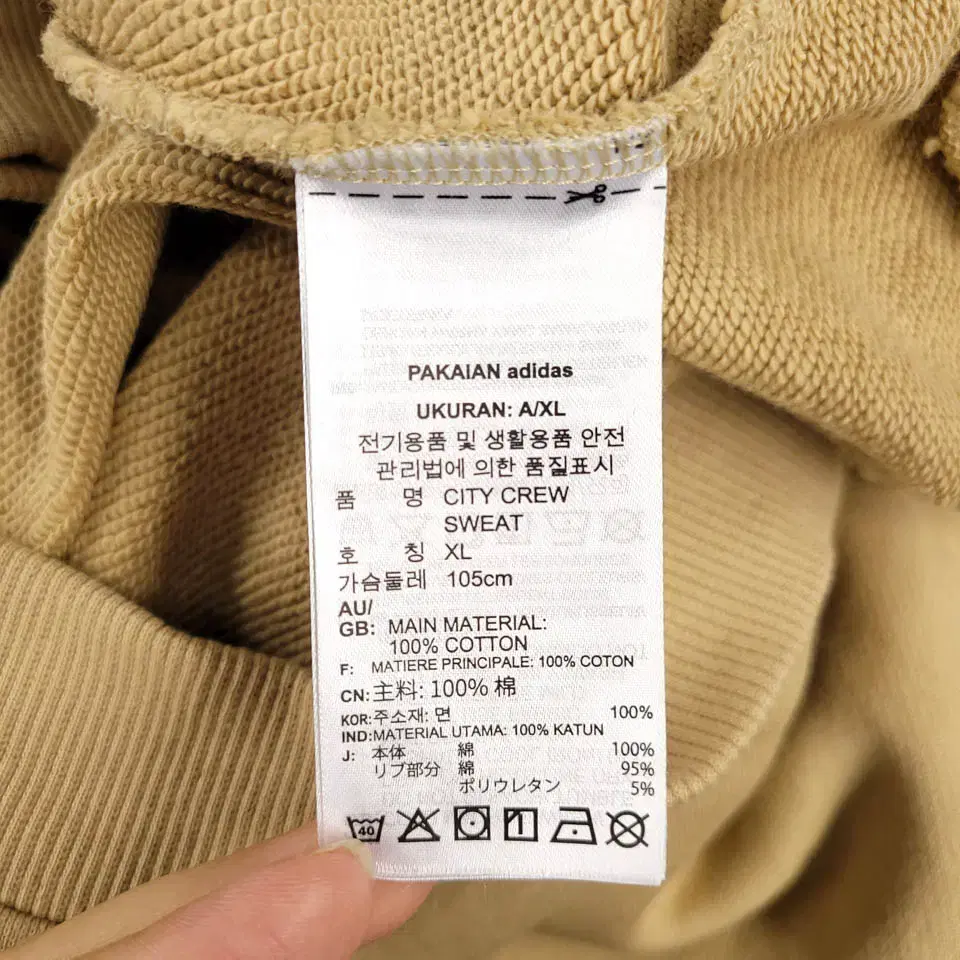 PAKAIAN adidas
UKURAN: A/XL
전기용품 및 생활용품 안전
관리법에 의한 품질표시
품 명 CITY CREW
SWEAT
호 칭 XL
가슴둘레 105cm
AU/
GB: MAIN MATERIAL:
100% COTTON
F: MATIERE PRINCIPALE: 100% COTON
CN: 主料: 100% 棉
KOR: 주소재: 면 100%
IND: MATERIAL UTAMA: 100% KATUN
J: 本体 綿 100%
リブ部分 綿 95%
ポリウレタン 5%
40